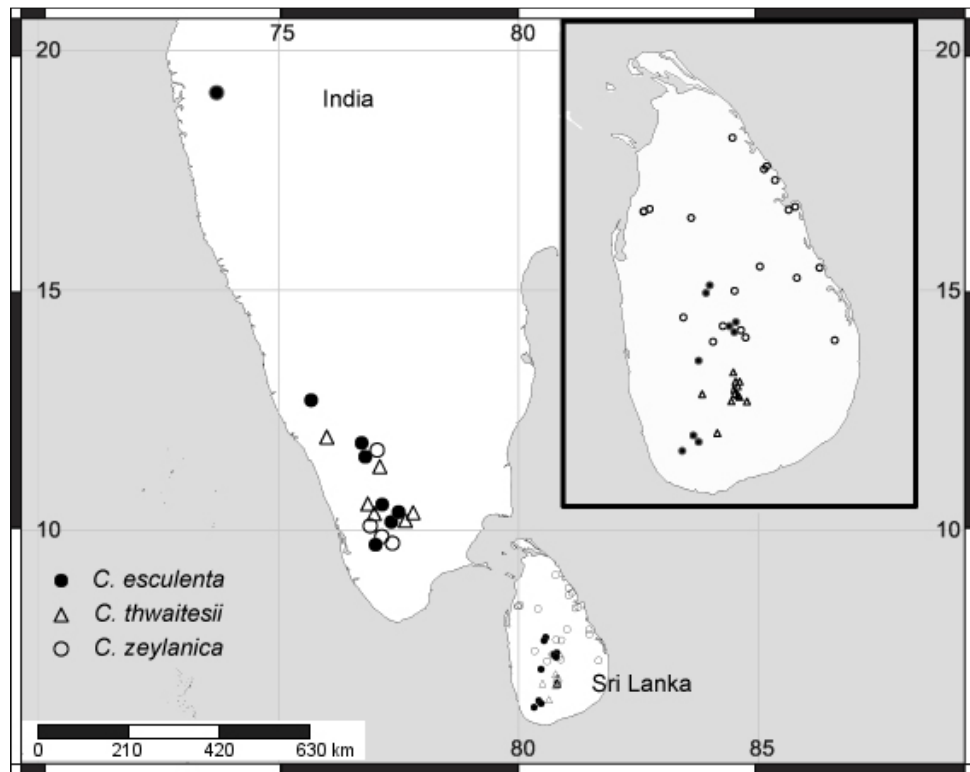 75 80
20 20
India
15 15
10 10
C. esculenta
C. thwaitesii
C. zeylanica
Sri Lanka
0 210 420 630 km
80 85